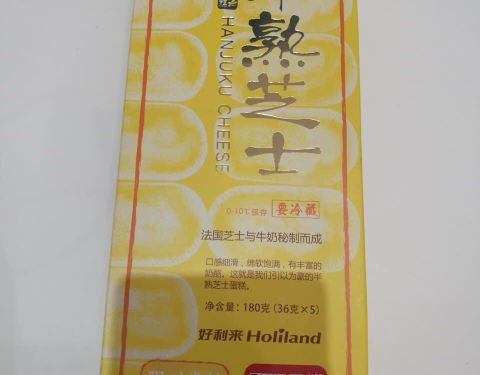 半熟芝士
HANJUKU CHEESE
0-10℃保存 要冷藏
法国芝士与牛奶秘制而成
口感细滑，绵软饱满，有丰富的
奶酪。这就是我们引以为豪的半
熟芝士蛋糕。
净含量：180克（36克×5）
好利来 Holiland